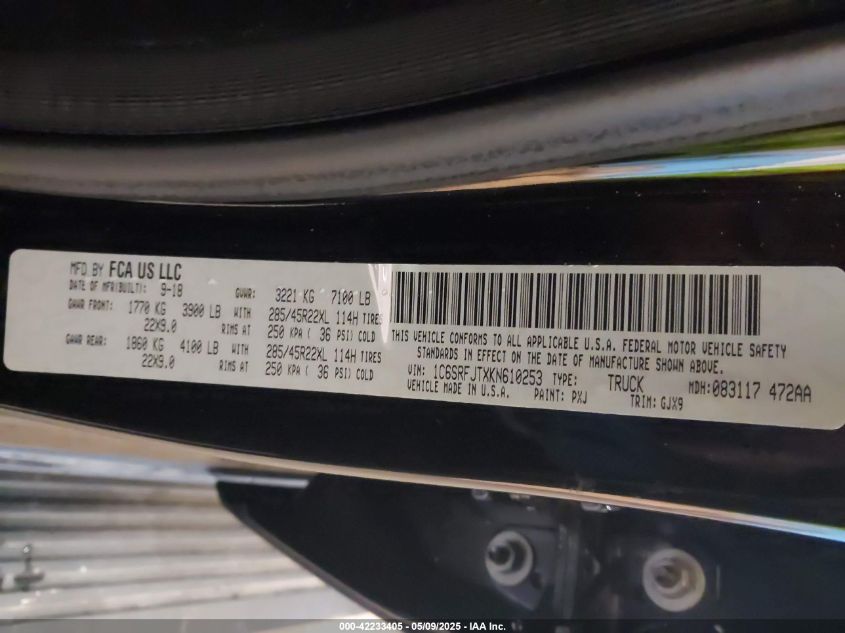 MFD BY FCA US LLC
DATE OF MFR(BUILT): 9-18 GVWR: 3221 KG 7100 LB
GAWR FRONT: 1770 KG 3900 LB WITH 285/45R22XL 114H TIRES
22X9.0 RIMS AT 250 KPA ( 36 PSI) COLD
GAWR REAR: 1860 KG 4100 LB WITH 285/45R22XL 114H TIRES
22X9.0 RIMS AT 250 KPA ( 36 PSI) COLD
THIS VEHICLE CONFORMS TO ALL APPLICABLE U.S.A. FEDERAL MOTOR VEHICLE SAFETY
STANDARDS IN EFFECT ON THE DATE OF MANUFACTURE SHOWN ABOVE.
VIN: 1C6SRFJTXKN610253 TYPE: TRUCK MDH:083117 472AA
VEHICLE MADE IN U.S.A. PAINT: PXJ TRIM: GJX9
000-42233405 - 05/09/2025 - IAA Inc.